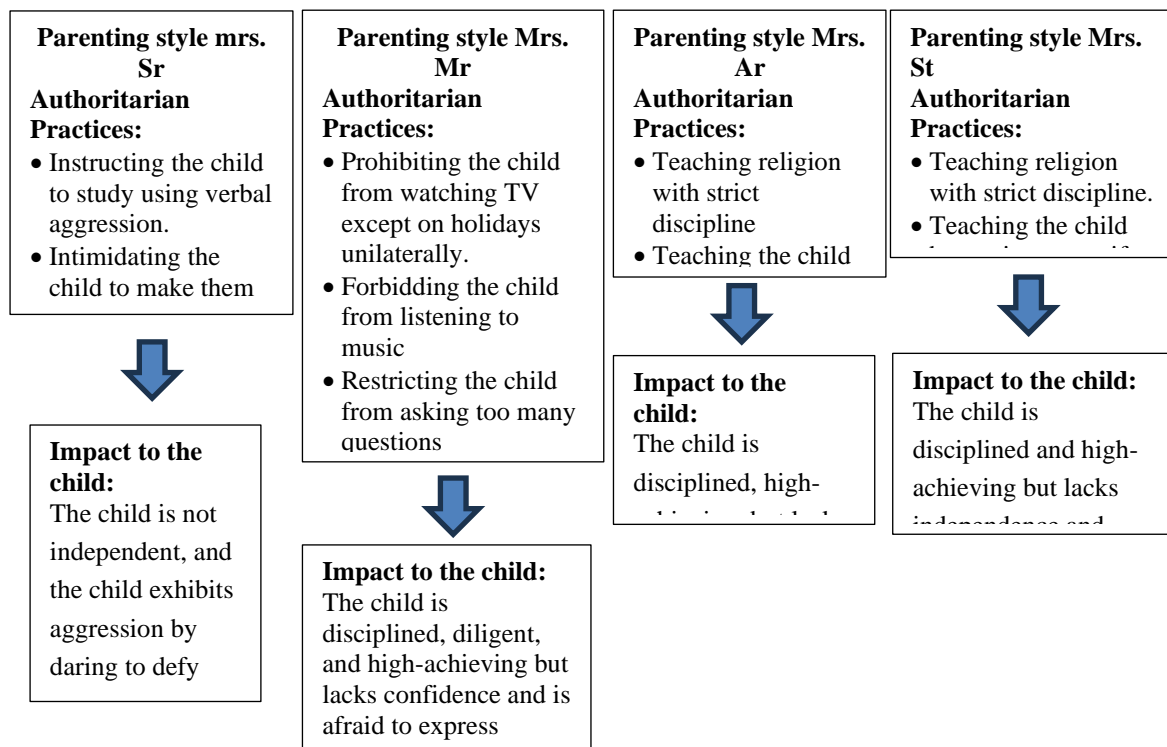 Parenting style mrs.
Sr
Authoritarian
Practices:
• Instructing the child
to study using verbal
aggression.
• Intimidating the
child to make them
Impact to the
child:
The child is not
independent, and
the child exhibits
aggression by
daring to defy
Parenting style Mrs.
Mr
Authoritarian
Practices:
• Prohibiting the child
from watching TV
except on holidays
unilaterally.
• Forbidding the child
from listening to
music
• Restricting the child
from asking too many
questions
Impact to the child:
The child is
disciplined, diligent,
and high-achieving but
lacks confidence and is
afraid to express
Parenting style Mrs.
Ar
Authoritarian
Practices:
• Teaching religion
with strict
discipline
• Teaching the child
Impact to the
child:
The child is
disciplined, high-
Parenting style Mrs.
St
Authoritarian
Practices:
• Teaching religion
with strict discipline.
• Teaching the child
Impact to the child:
The child is
disciplined and high-
achieving but lacks
independence and